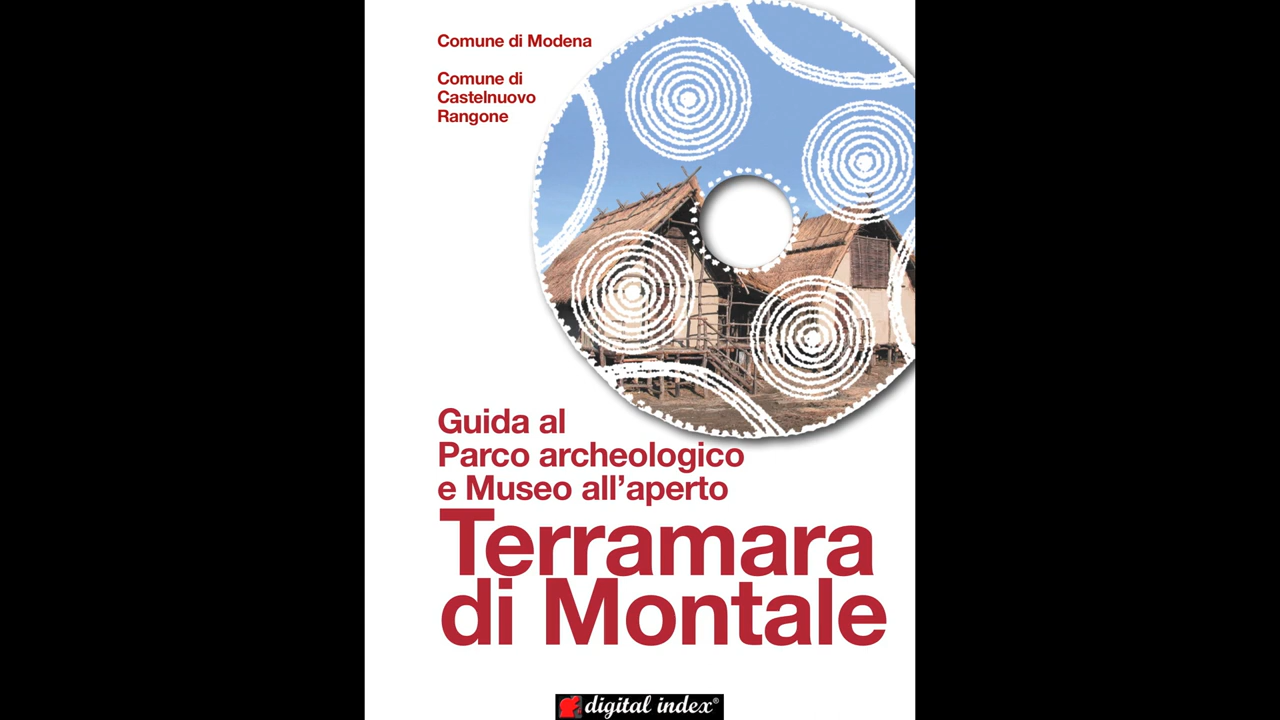 Comune di Modena
Comune di
Castelnuovo
Rangone
Guida al
Parco archeologico
e Museo all’aperto
Terramara
di Montale
digital index®